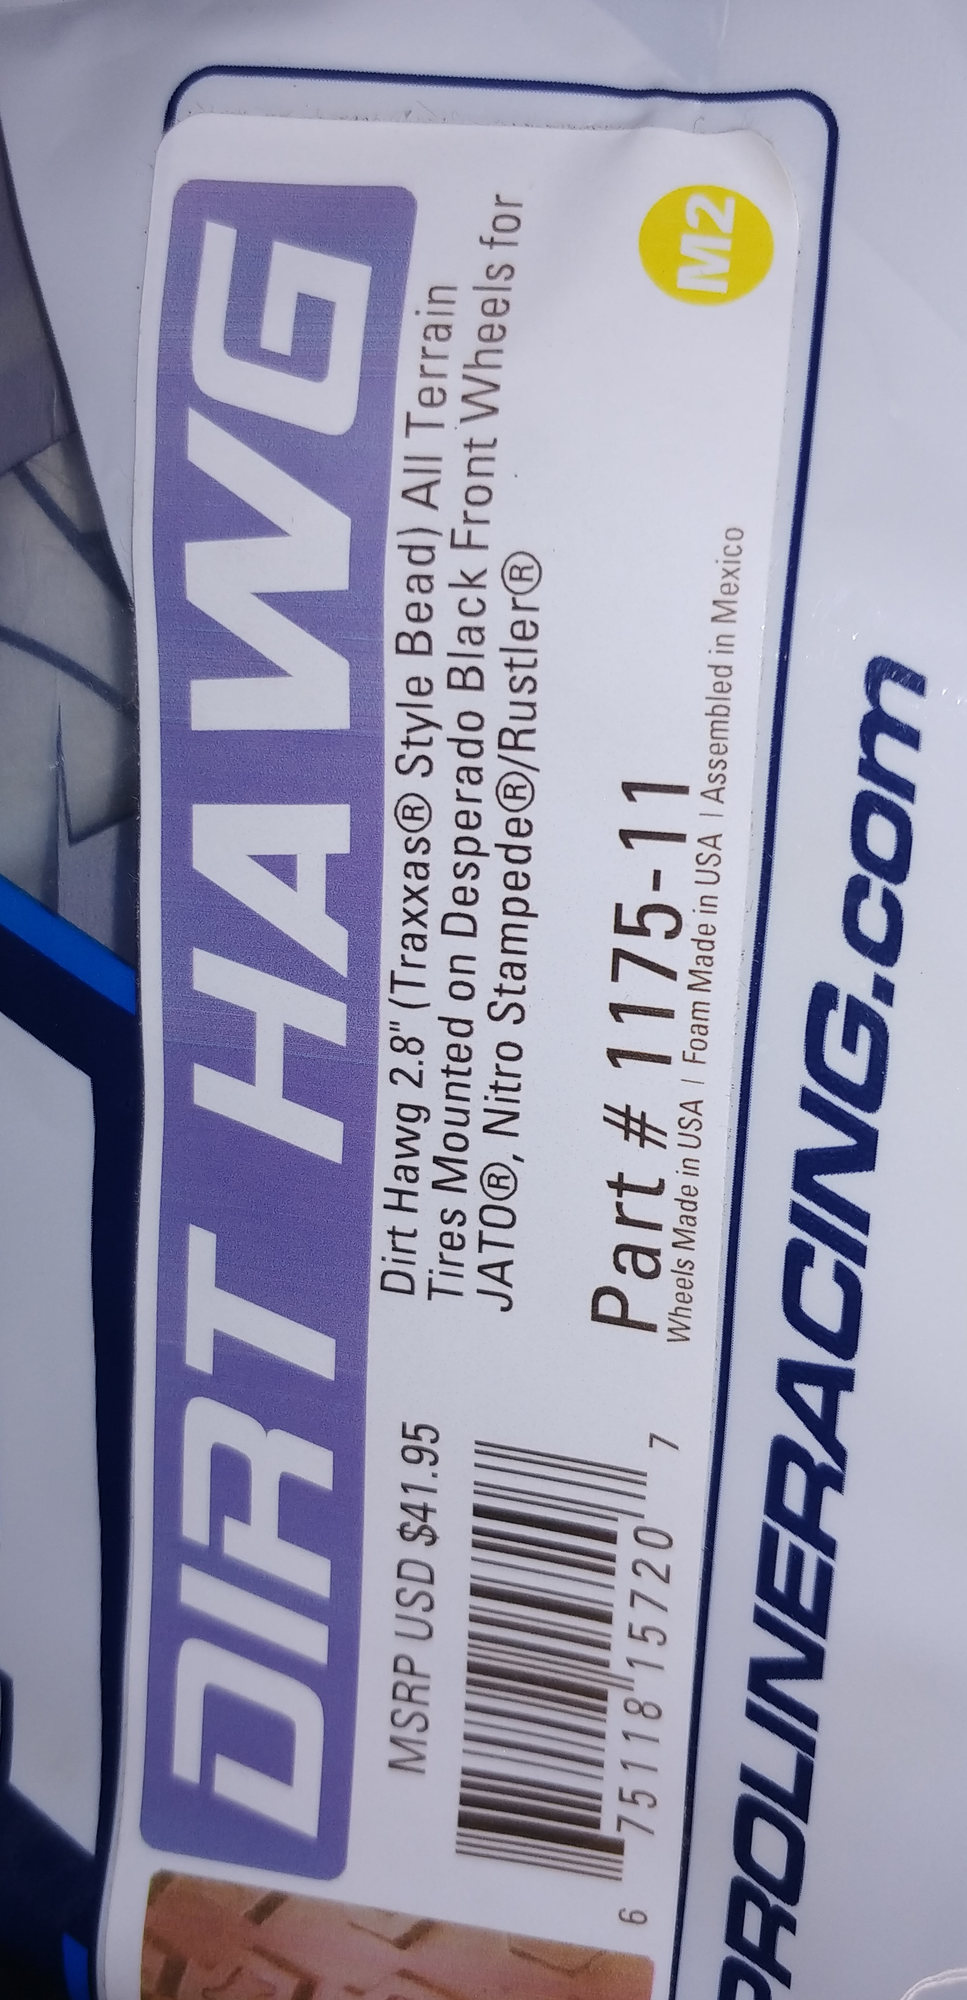 DIRT HAWG
MSRP USD $41.95
Dirt Hawg 2.8" (Traxxas® Style Bead) All Terrain
Tires Mounted on Desperado Black Front Wheels for
JATO®, Nitro Stampede®/Rustler®
Part # 1175-11
M2
Wheels Made in USA | Foam Made in USA | Assembled in Mexico
6 75118 15720 7
PROLINERACING.com